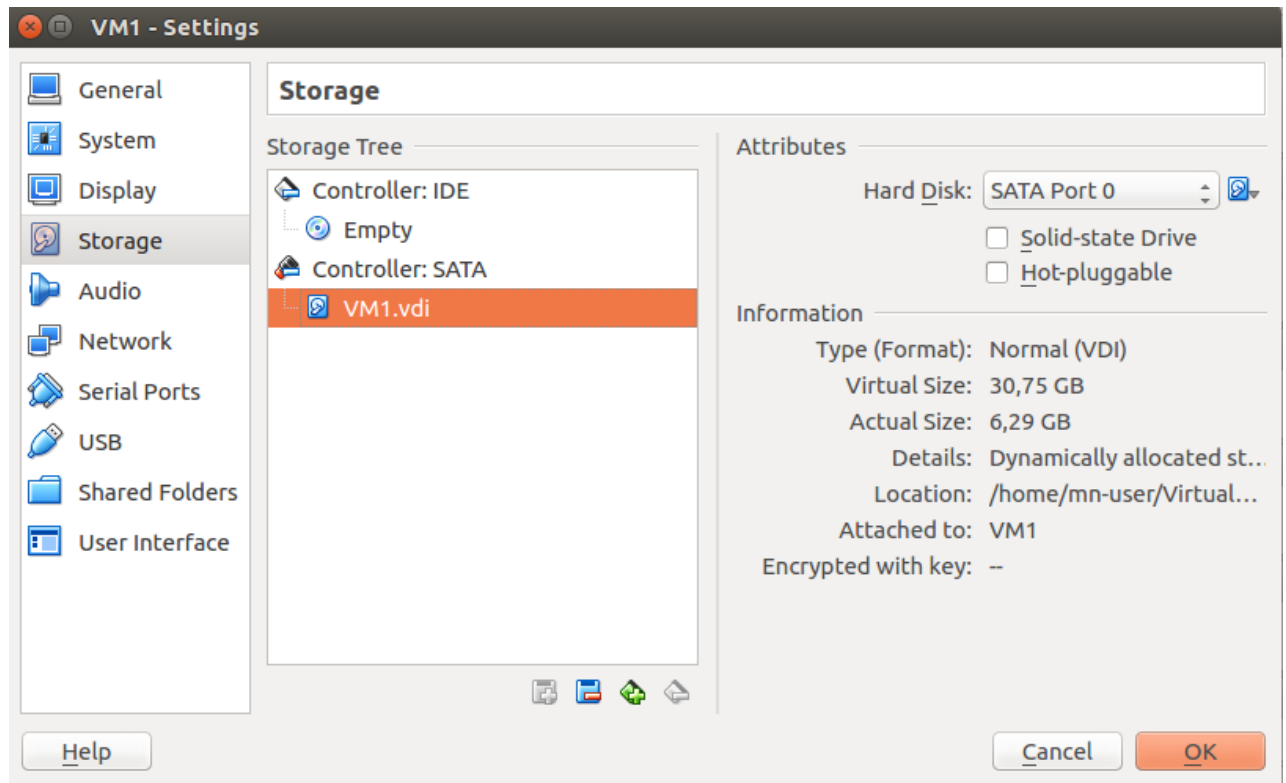 VM1 - Settings
General
System
Display
Storage
Audio
Network
Serial Ports
USB
Shared Folders
User Interface
Storage
Storage Tree
Controller: IDE
Empty
Controller: SATA
VM1.vdi
Attributes
Hard Disk: SATA Port 0
Solid-state Drive
Hot-pluggable
Information
Type (Format): Normal (VDI)
Virtual Size: 30,75 GB
Actual Size: 6,29 GB
Details: Dynamically allocated st...
Location: /home/mn-user/Virtual...
Attached to: VM1
Encrypted with key: --
Help
Cancel
OK